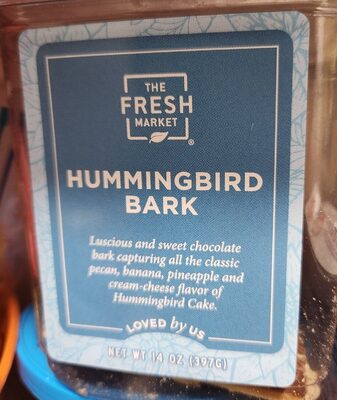 THE
FRESH
MARKET
®
HUMMINGBIRD
BARK
Luscious and sweet chocolate
bark capturing all the classic
pecan, banana, pineapple and
cream-cheese flavor of
Hummingbird Cake.
LOVED by US
NET WT 14 OZ (397G)